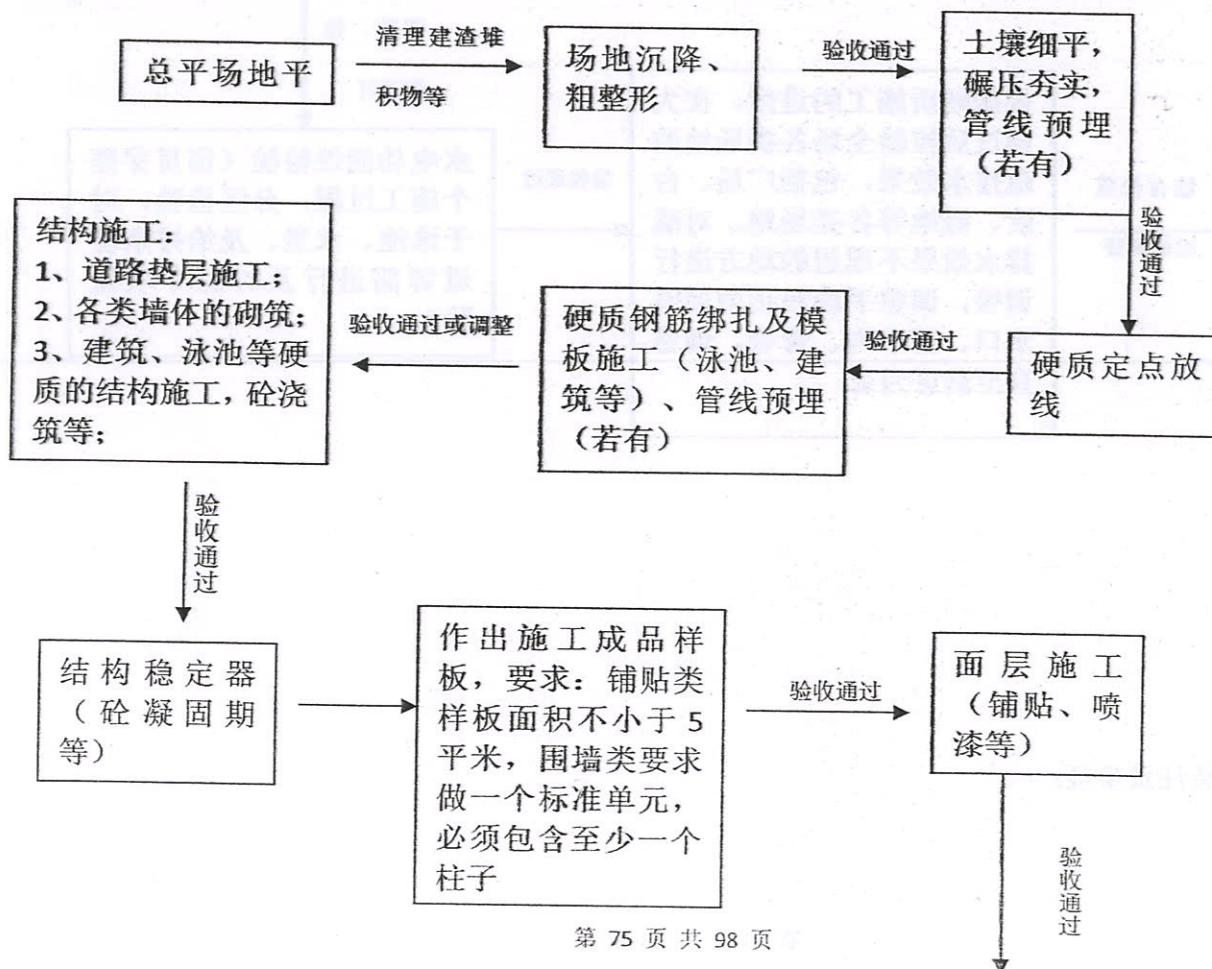 总平场地平
清理建渣堆
积物等
场地沉降、
粗整形
验收通过
土壤细平，
碾压夯实，
管线预埋
（若有）
验收通过
硬质定点放
线
验收通过
硬质钢筋绑扎及模
板施工（泳池、建
筑等）、管线预埋
（若有）
验收通过或调整
结构施工：
1、道路垫层施工；
2、各类墙体的砌筑；
3、建筑、泳池等硬
质的结构施工，砼浇
筑等；
验收通过
结构稳定器
（砼凝固期
等）
作出施工成品样
板，要求：铺贴类
样板面积不小于 5
平米，围墙类要求
做一个标准单元，
必须包含至少一个
柱子
验收通过
面层施工
（铺贴、喷
漆等）
验收通过
第 75 页 共 98 页